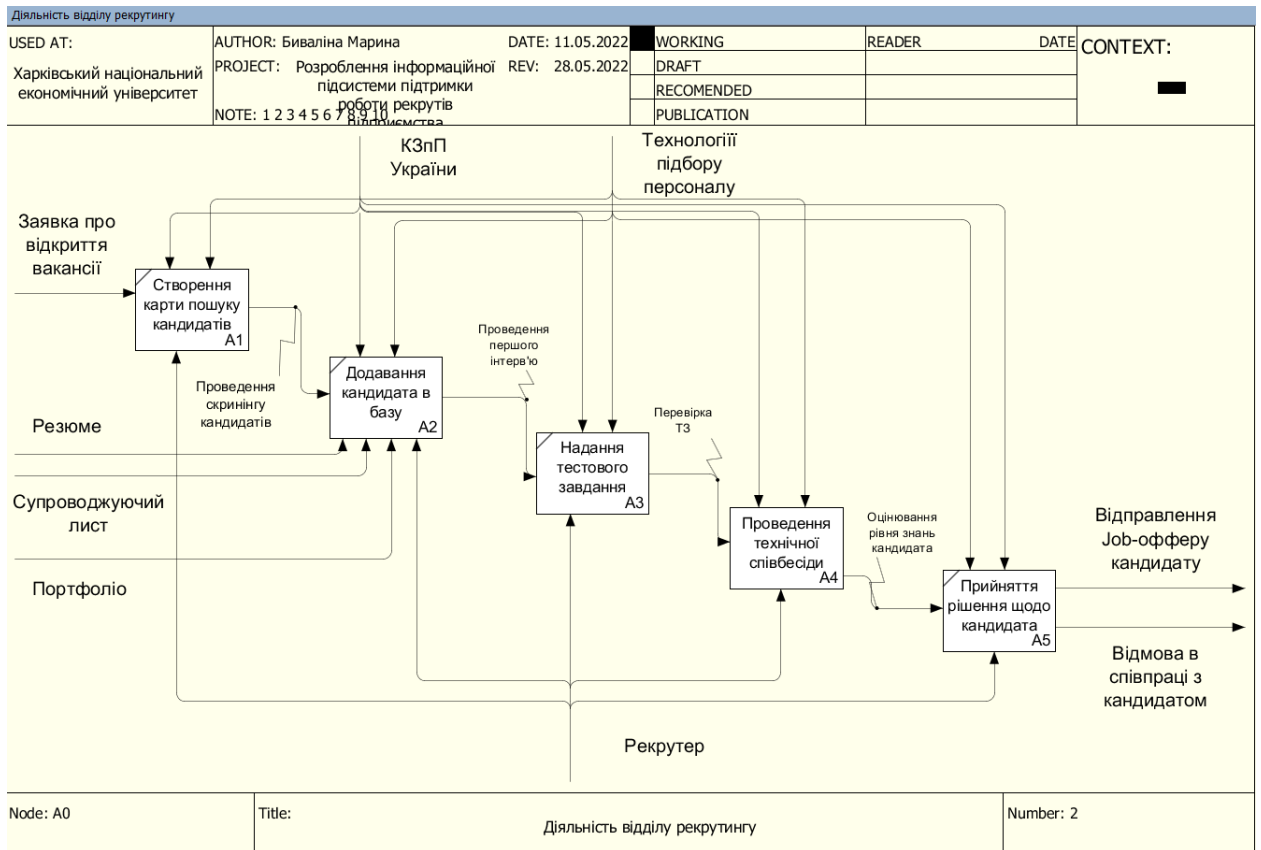 Діяльність відділу рекрутингу
USED AT:
Харківський національний
економічний університет
AUTHOR: Биваліна Марина
DATE: 11.05.2022
PROJECT: Розроблення інформаційної
підсистеми підтримки
роботи рекрутів
підприємства
REV: 28.05.2022
NOTE: 1 2 3 4 5 6 7 8 9 10
WORKING
DRAFT
RECOMENDED
PUBLICATION
READER
DATE
CONTEXT:
КЗпП
України
Технологіїї
підбору
персоналу
Заявка про
відкриття
вакансії
Створення
карти пошуку
кандидатів
A1
Проведення
скринінгу
кандидатів
Додавання
кандидата в
базу
A2
Проведення
першого
інтерв'ю
Резюме
Супроводжуючий
лист
Портфоліо
Надання
тестового
завдання
A3
Перевірка
ТЗ
Проведення
технічної
співбесіди
A4
Оцінювання
рівня знань
кандидата
Прийняття
рішення щодо
кандидата
A5
Відправлення
Job-офферу
кандидату
Відмова в
співпраці з
кандидатом
Рекрутер
Node: A0
Title:
Діяльність відділу рекрутингу
Number: 2